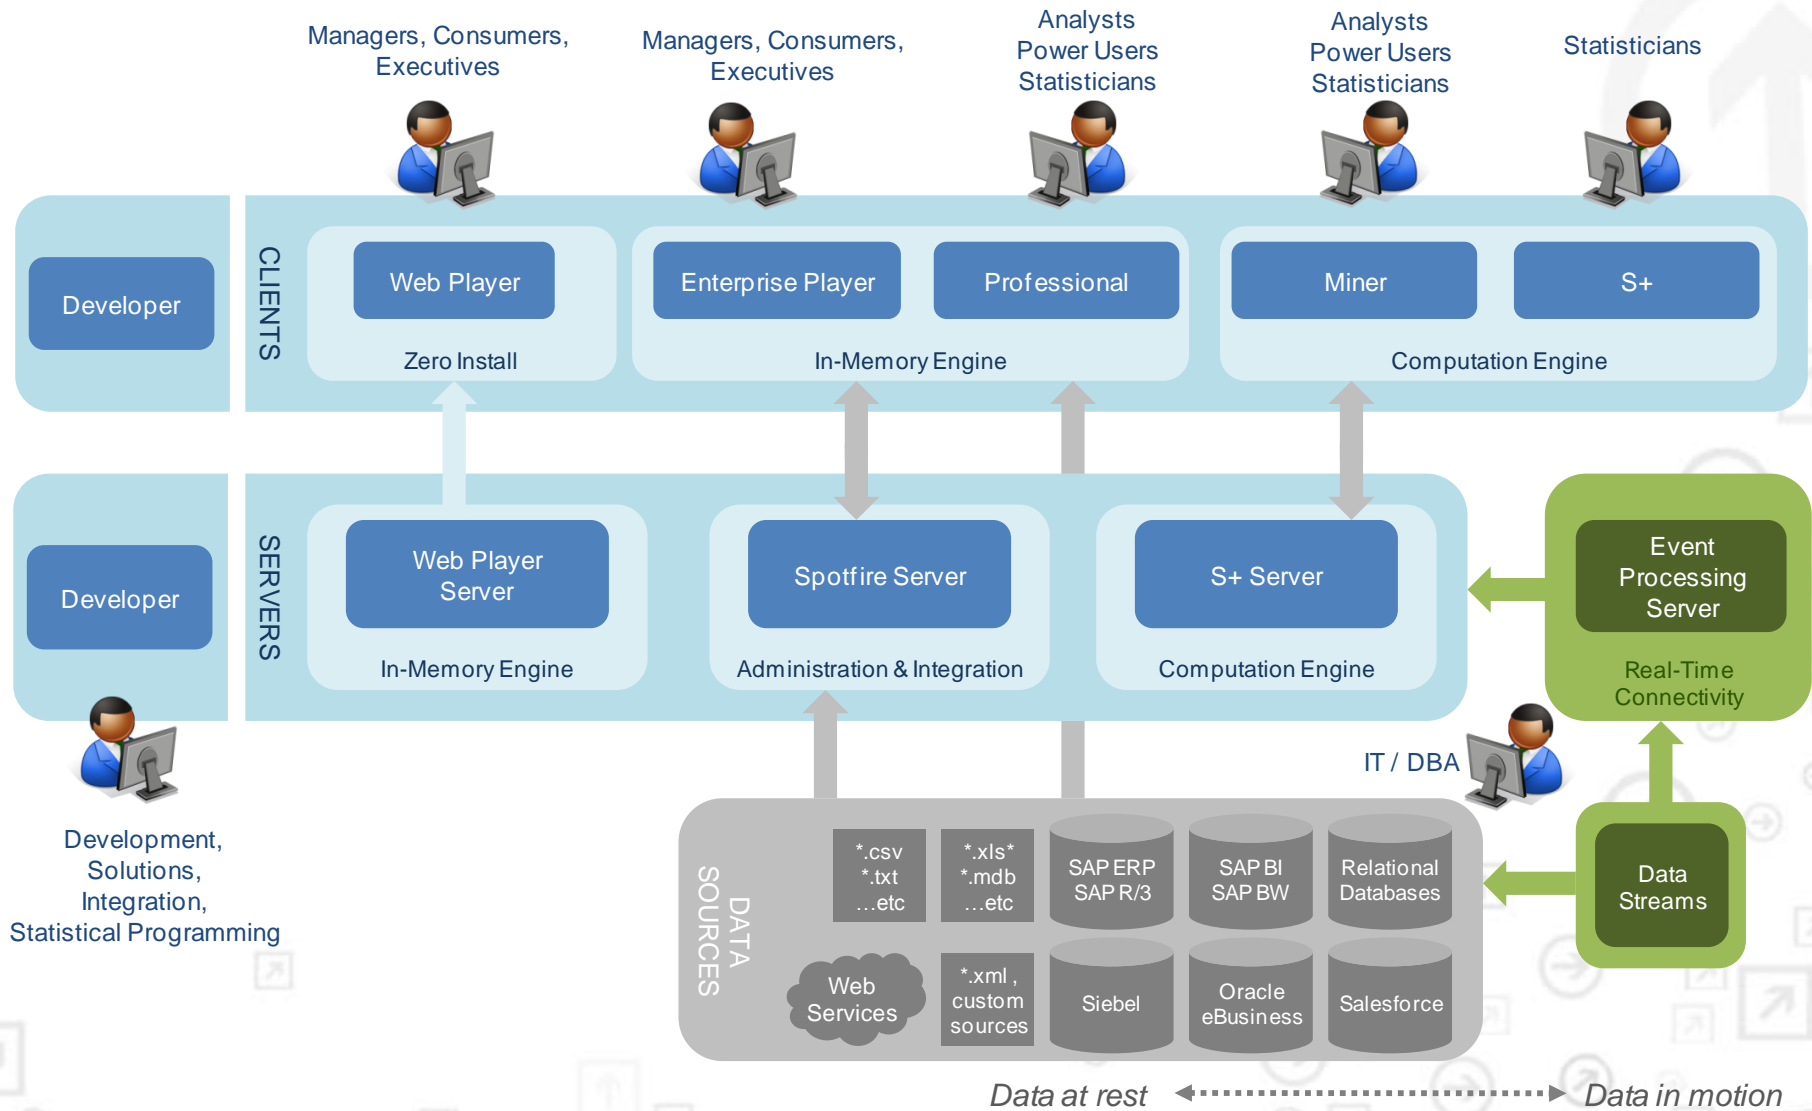 Managers, Consumers,
Executives
Managers, Consumers,
Executives
Analysts
Power Users
Statisticians
Analysts
Power Users
Statisticians
Statisticians
Developer
CLIENTS
Web Player
Zero Install
Enterprise Player
Professional
In-Memory Engine
Miner
S+
Computation Engine
Developer
SERVERS
Web Player
Server
In-Memory Engine
Spotfire Server
Administration & Integration
S+ Server
Computation Engine
Event
Processing
Server
Real-Time
Connectivity
Development,
Solutions,
Integration,
Statistical Programming
IT / DBA
DATA
SOURCES
*.csv
*.txt
...etc
*.xls*
*.mdb
...etc
SAP ERP
SAP R/3
SAP BI
SAP BW
Relational
Databases
Web
Services
*.xml ,
custom
sources
Siebel
Oracle
eBusiness
Salesforce
Data
Streams
Data at rest
Data in motion